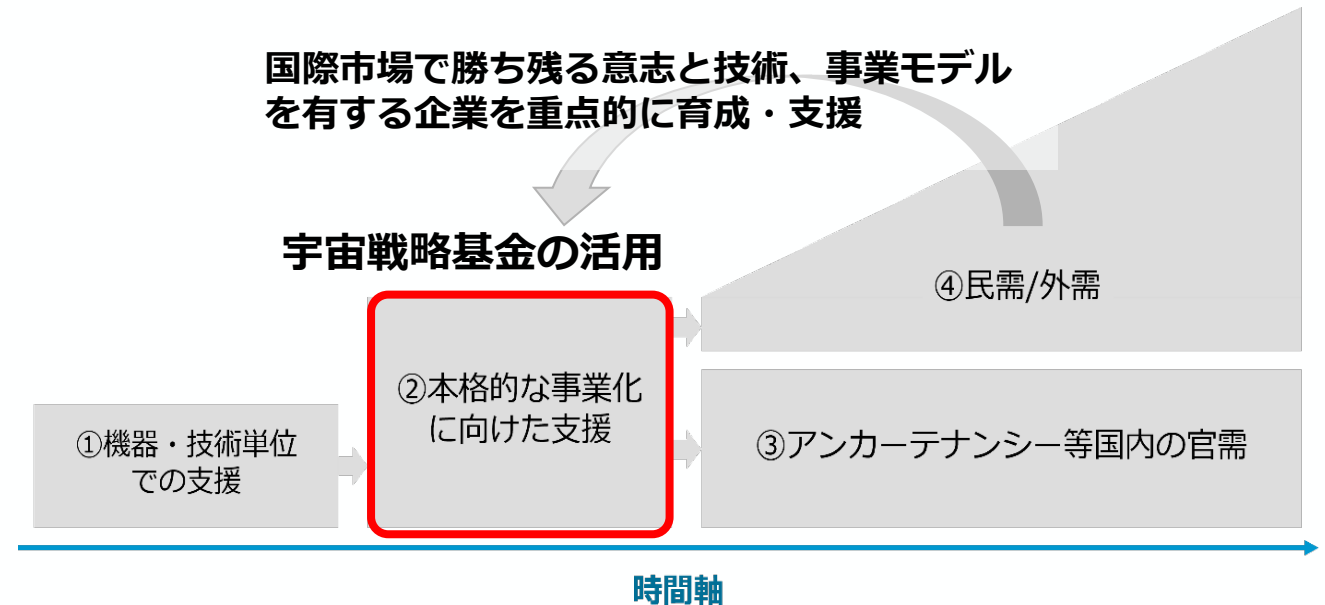 国際市場で勝ち残る意志と技術、事業モデル
を有する企業を重点的に育成・支援
宇宙戦略基金の活用
④民需/外需
②本格的な事業化
に向けた支援
①機器・技術単位
での支援
③アンカーテナンシー等国内の官需
時間軸